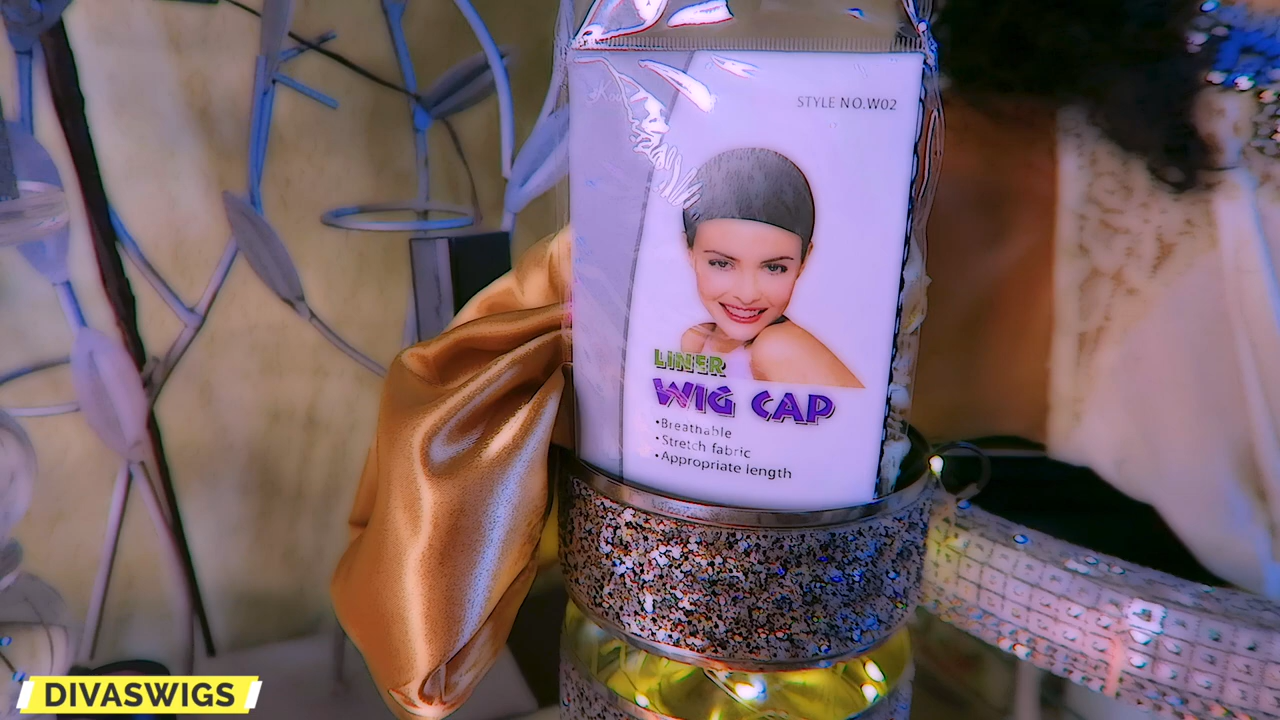 STYLE NO.W02
LINER
WIG CAP
•Breathable
•Stretch fabric
•Appropriate length
DIVASWIGS